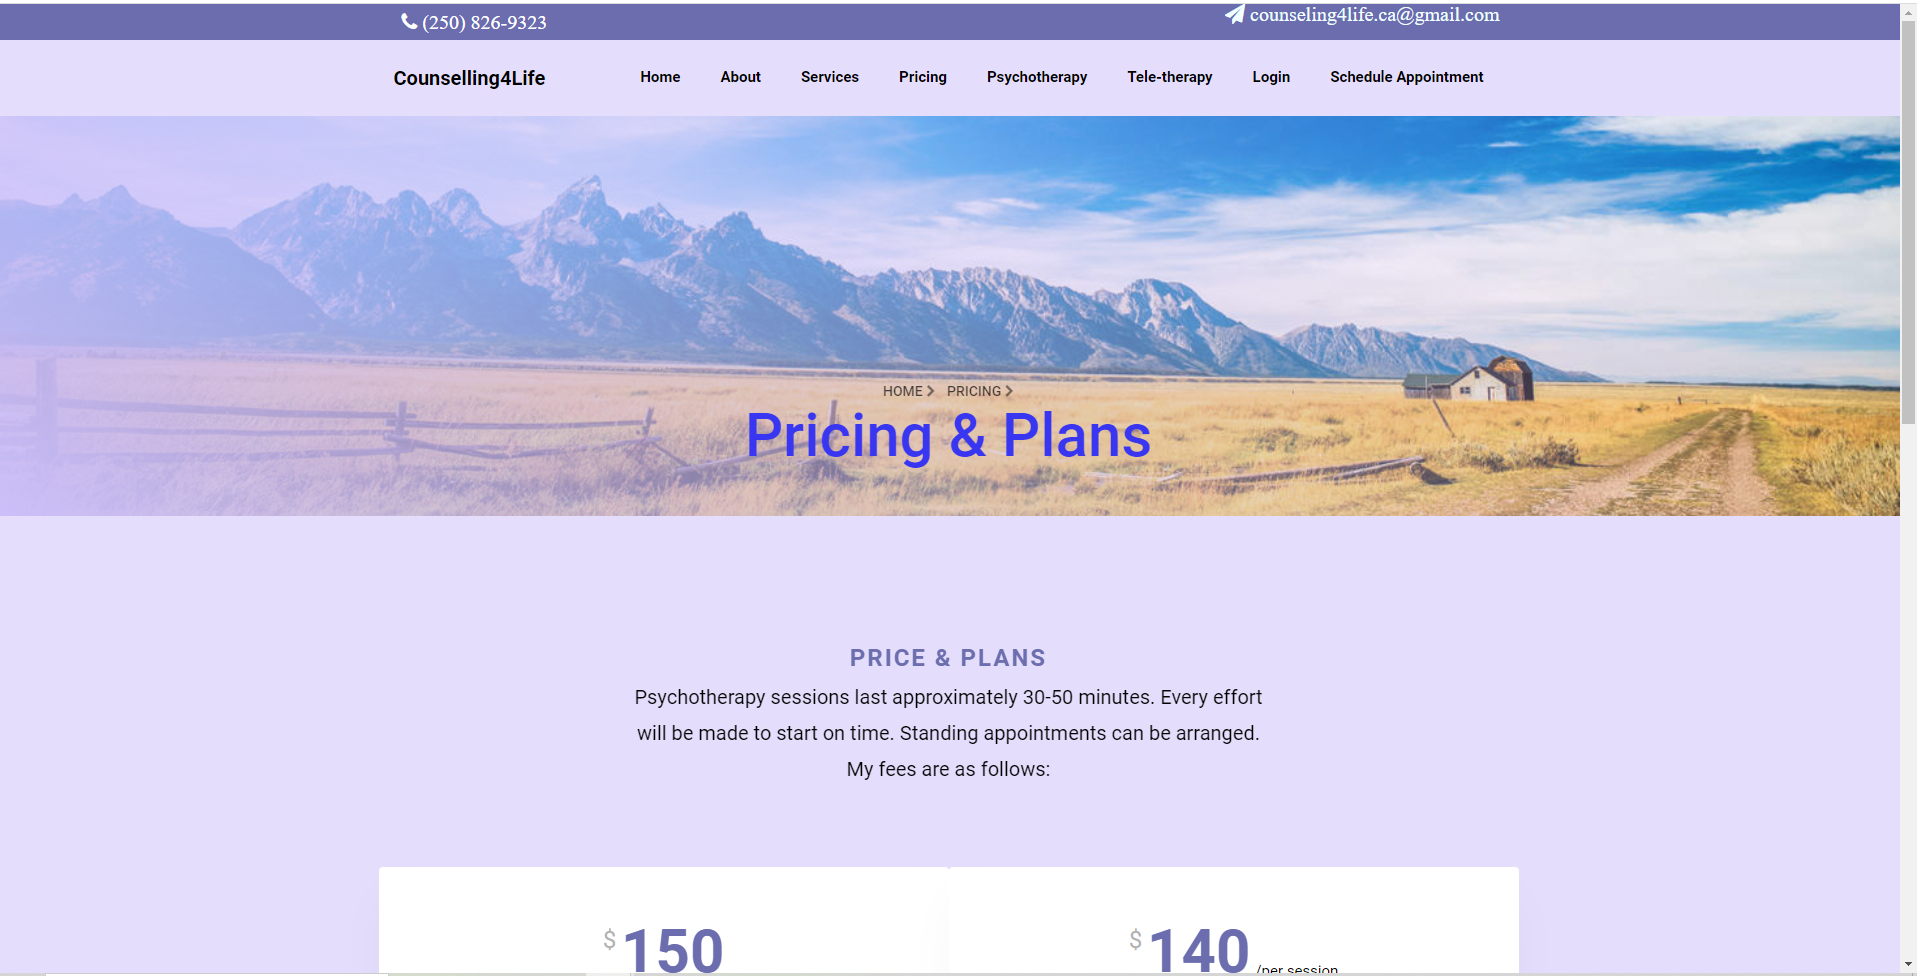 (250) 826-9323
counseling4life.ca@gmail.com
Counselling4Life
Home About Services Pricing Psychotherapy Tele-therapy Login Schedule Appointment
HOME PRICING
Pricing & Plans
PRICE & PLANS
Psychotherapy sessions last approximately 30-50 minutes. Every effort
will be made to start on time. Standing appointments can be arranged.
My fees are as follows:
$ 150
$ 140 /per session